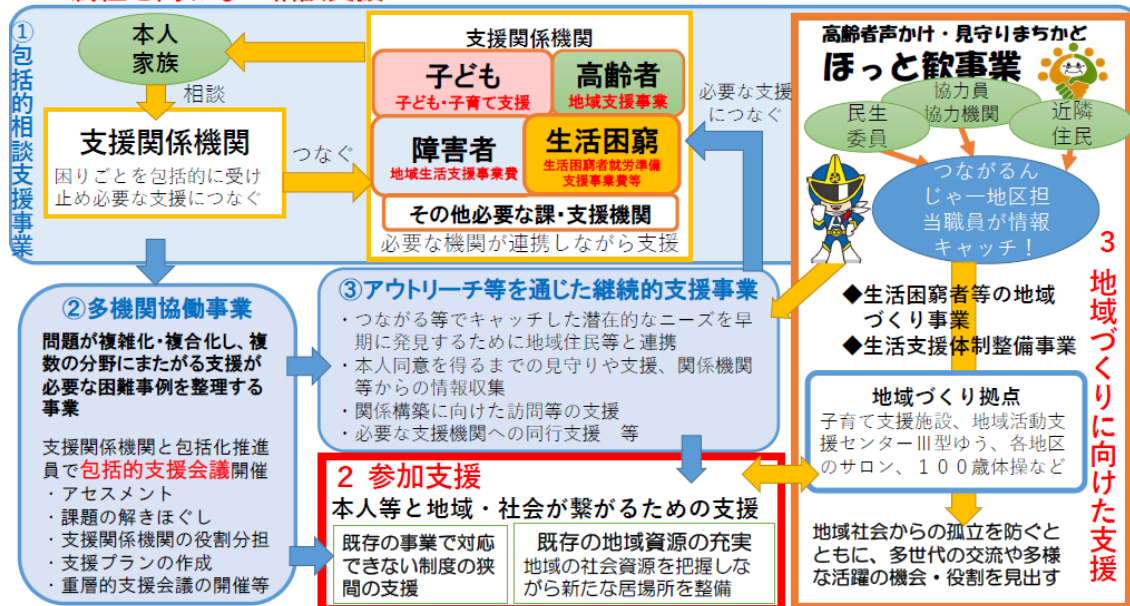 ①包括的相談支援事業
本人
家族
相談
支援関係機関
困りごとを包括的に受け
止め必要な支援につなぐ
つなぐ
支援関係機関
子ども
子ども・子育て支援
高齢者
地域支援事業
障害者
地域生活支援事業費
生活困窮
生活困窮者就労準備
支援事業費等
その他必要な課・支援機関
必要な機関が連携しながら支援
必要な支援
につなぐ
②多機関協働事業
問題が複雑化・複合化し、複
数の分野にまたがる支援が
必要な困難事例を整理する
事業
支援関係機関と包括化推進
員で包括的支援会議開催
・アセスメント
・課題の解きほぐし
・支援関係機関の役割分担
・支援プランの作成
・重層的支援会議の開催等
③アウトリーチ等を通じた継続的支援事業
・つながる等でキャッチした潜在的なニーズを早
期に発見するために地域住民等と連携
・本人同意を得るまでの見守りや支援、関係機関
等からの情報収集
・関係構築に向けた訪問等の支援
・必要な支援機関への同行支援　等
2 参加支援
本人等と地域・社会が繋がるための支援
既存の事業で対応
できない制度の狭
間の支援
既存の地域資源の充実
地域の社会資源を把握しな
がら新たな居場所を整備
高齢者声かけ・見守りまちかど
ほっと歓事業
民生
委員
協力員
協力機関
近隣
住民
つながるん
じゃー地区担
当職員が情報
キャッチ！
◆生活困窮者等の地域
づくり事業
◆生活支援体制整備事業
地域づくり拠点
子育て支援施設、地域活動支
援センターⅢ型ゆう、各地区
のサロン、１００歳体操など
地域社会からの孤立を防ぐと
ともに、多世代の交流や多様
な活躍の機会・役割を見出す
3 地域づくりに向けた支援